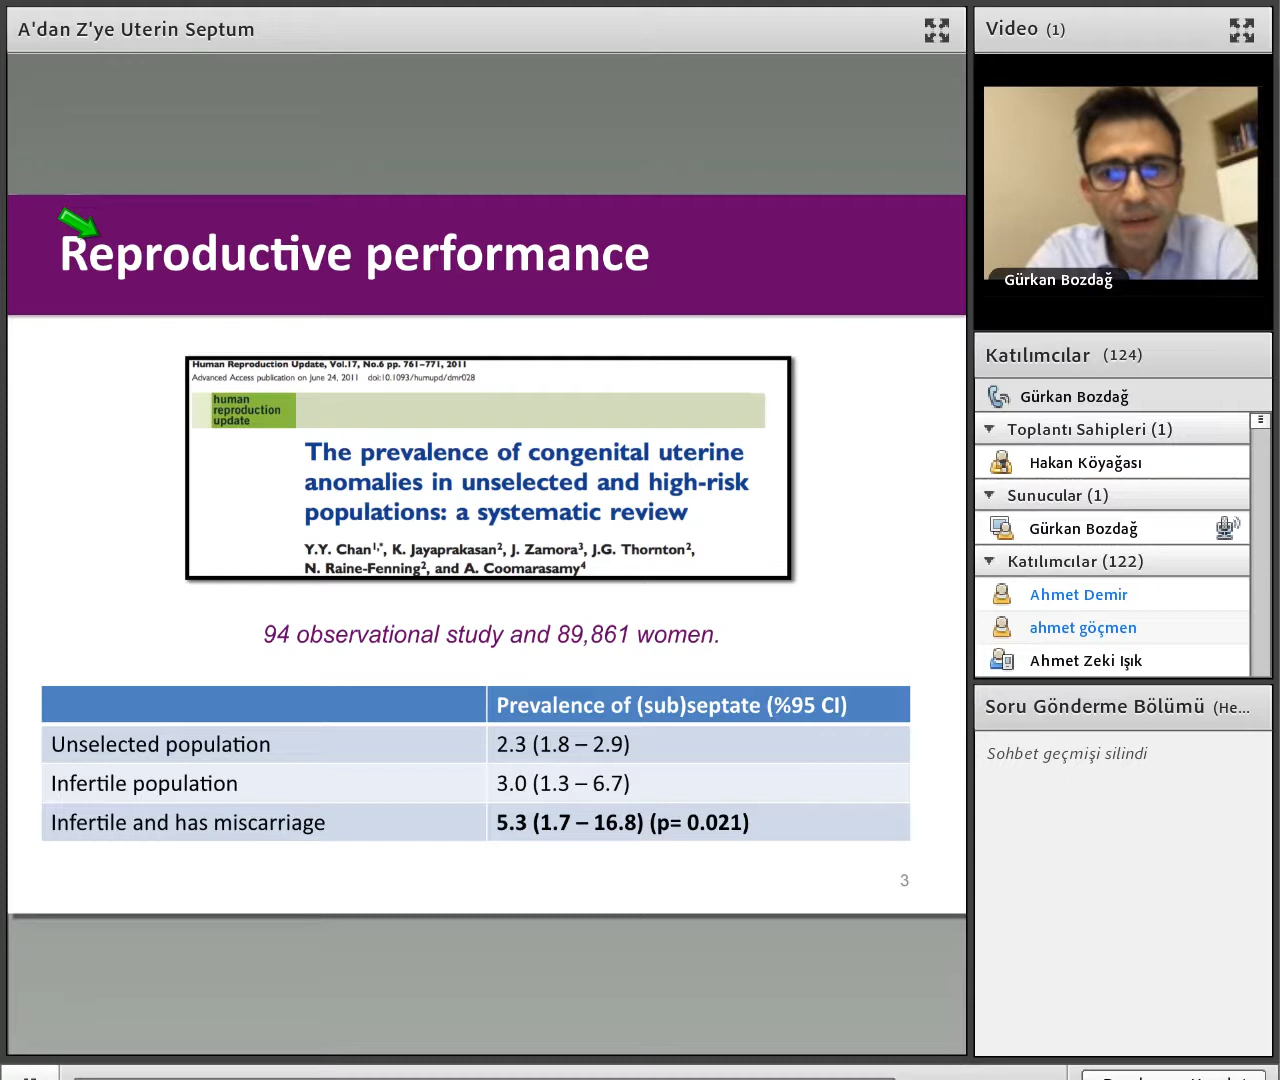 A'dan Z'ye Uterin Septum
Reproductive performance
Human Reproduction Update, Vol.17, No.6 pp. 761–771, 2011
Advanced Access publication on June 24, 2011 doi:10.1093/humupd/dmr028
human
reproduction
update
The prevalence of congenital uterine
anomalies in unselected and high-risk
populations: a systematic review
Y.Y. Chan1,*, K. Jayaprakasan2, J. Zamora3, J.G. Thornton2,
N. Raine-Fenning2, and A. Coomarasamy4
94 observational study and 89,861 women.
Prevalence of (sub)septate (%95 CI)
Unselected population 2.3 (1.8 – 2.9)
Infertile population 3.0 (1.3 – 6.7)
Infertile and has miscarriage 5.3 (1.7 – 16.8) (p= 0.021)
3
Video (1)
Gürkan Bozdağ
Katılımcılar (124)
Gürkan Bozdağ
Toplantı Sahipleri (1)
Hakan Köyağası
Sunucular (1)
Gürkan Bozdağ
Katılımcılar (122)
Ahmet Demir
ahmet göçmen
Ahmet Zeki Işık
Soru Gönderme Bölümü (He...
Sohbet geçmişi silindi